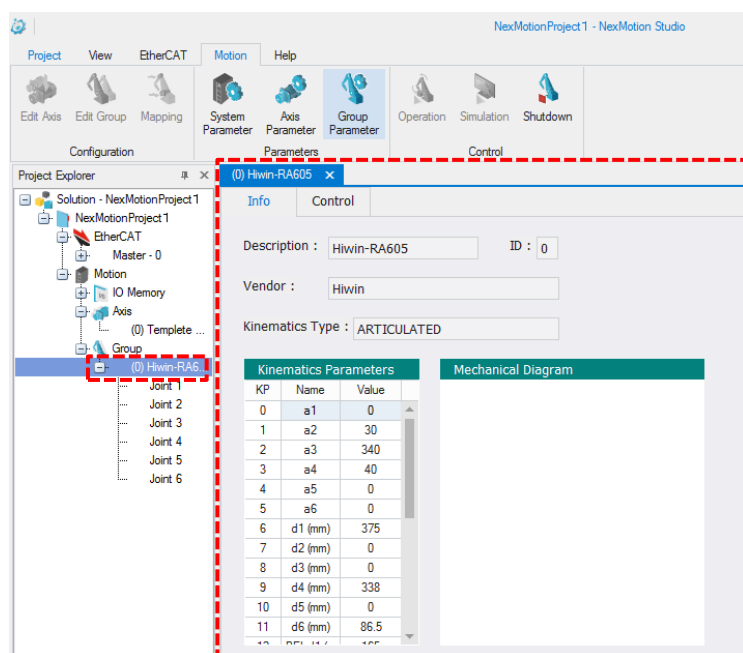 NexMotionProject1 - NexMotion Studio
Project View EtherCAT Motion Help
Edit Axis Edit Group Mapping System Parameter Axis Parameter Group Parameter Operation Simulation Shutdown
Configuration Parameters Control
Project Explorer
(0) Hiwin-RA605
Solution - NexMotionProject1
NexMotionProject1
EtherCAT
Master - 0
Motion
IO Memory
Axis
(0) Templete ...
Group
(0) Hiwin-RA6...
Joint 1
Joint 2
Joint 3
Joint 4
Joint 5
Joint 6
Info Control
Description : Hiwin-RA605 ID : 0
Vendor : Hiwin
Kinematics Type : ARTICULATED
Kinematics Parameters Mechanical Diagram
KP Name Value
0 a1 0
1 a2 30
2 a3 340
3 a4 40
4 a5 0
5 a6 0
6 d1 (mm) 375
7 d2 (mm) 0
8 d3 (mm) 0
9 d4 (mm) 338
10 d5 (mm) 0
11 d6 (mm) 86.5